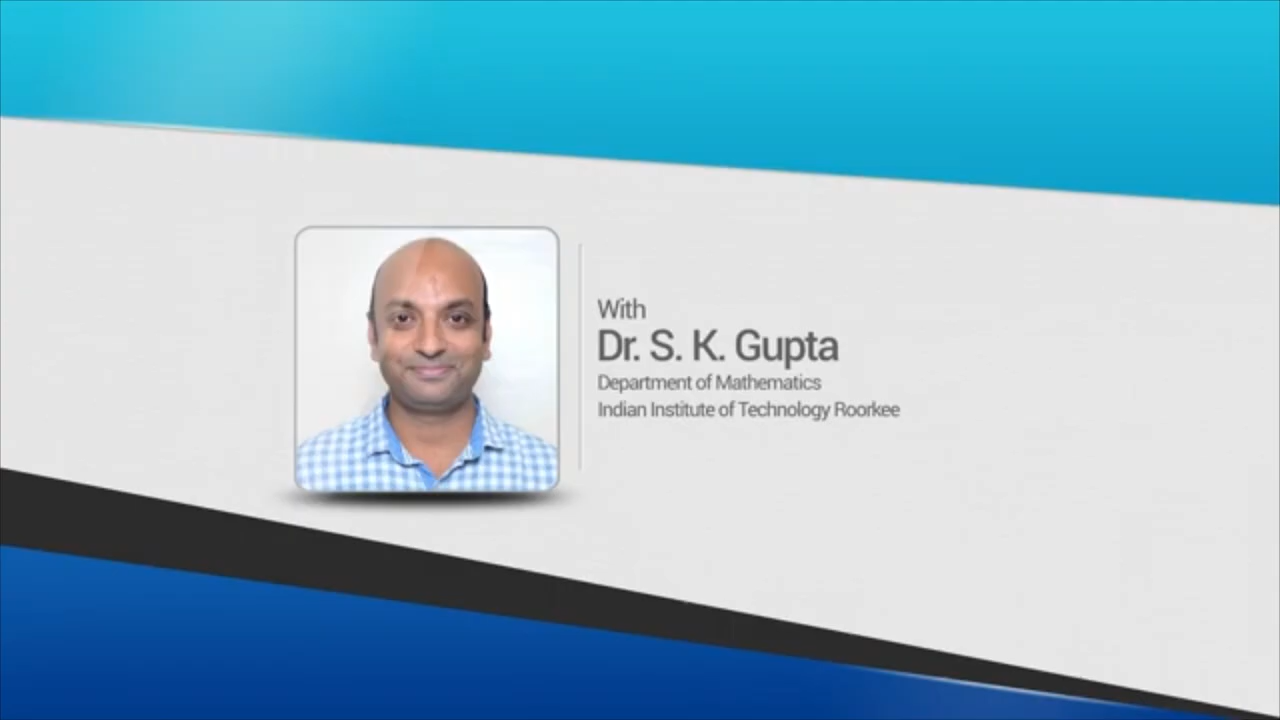 With
Dr. S. K. Gupta
Department of Mathematics
Indian Institute of Technology Roorkee